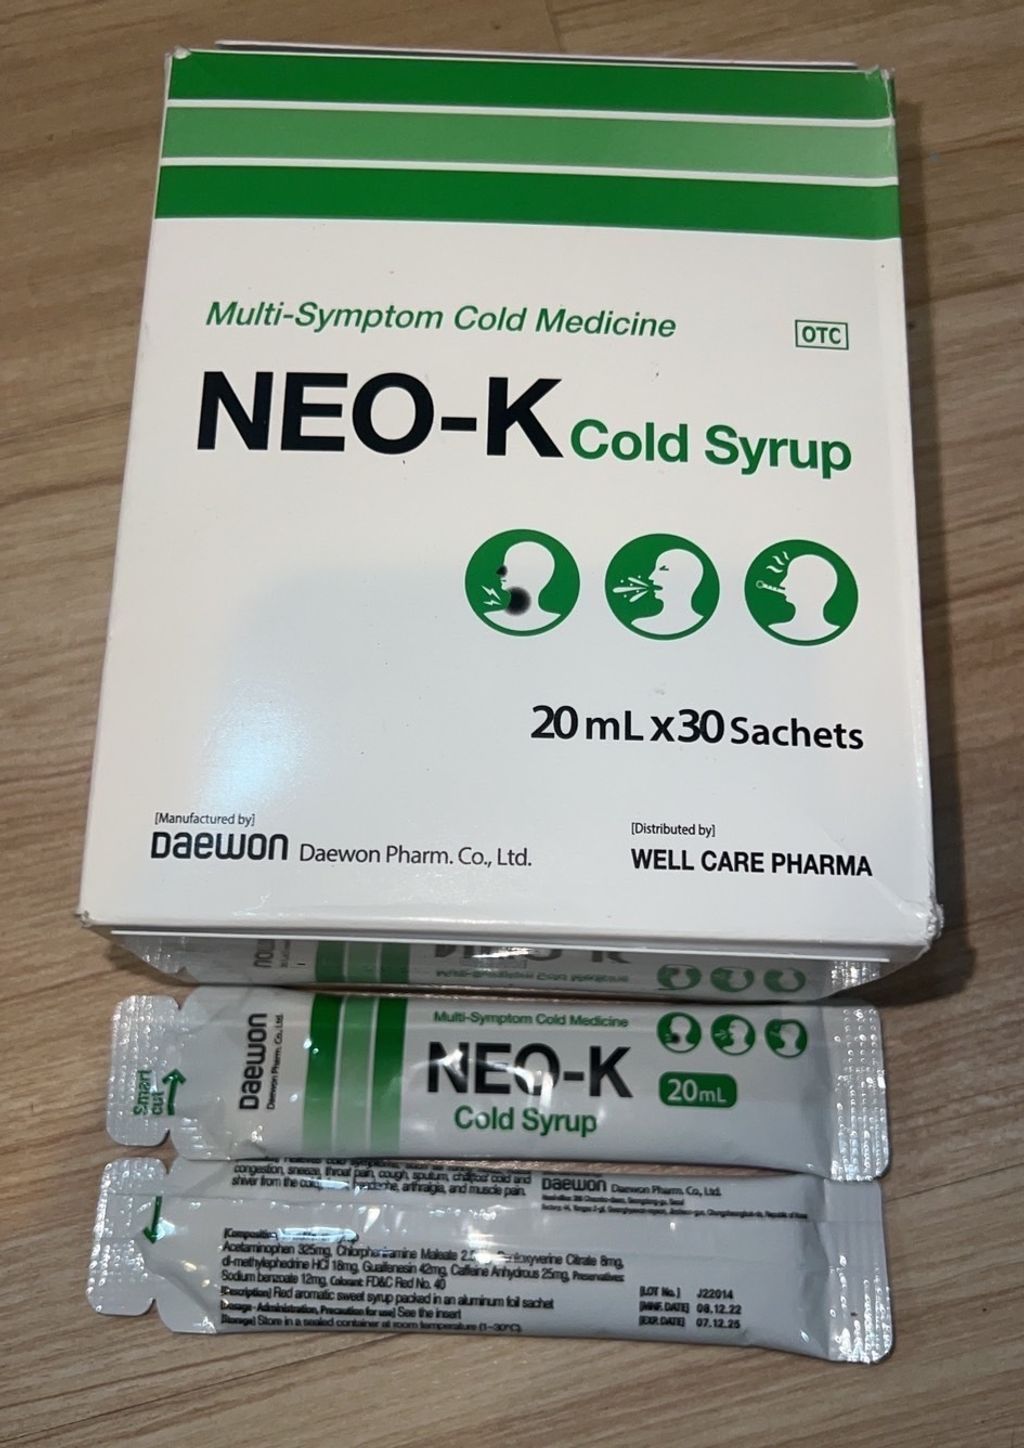 Multi-Symptom Cold Medicine
OTC
NEO-K Cold Syrup
20 mL x 30 Sachets
[Manufactured by]
Daewon Daewon Pharm. Co., Ltd.
[Distributed by]
WELL CARE PHARMA
Smart cut
Daewon
Daewon Pharm. Co., Ltd.
Multi-Symptom Cold Medicine
NEO-K
Cold Syrup
20mL
congestion, sneeze, throat pain, cough, sputum, chill cold and
shiver from the cold, headache, arthralgia, and muscle pain.
Daewon Daewon Pharm. Co., Ltd.
Acetaminophen 325mg, Chlorpheniramine Maleate Pentoxyverine Citrate 8mg,
dl-methylephedrine HCl 18mg, Guaifenesin 42mg, Caffeine Anhydrous 25mg, Preservatives:
Sodium benzoate 12mg, Colorant: FD&C Red No. 40
[Description] Red aromatic sweet syrup packed in an aluminum foil sachet
[Dosage · Administration, Precaution for use] See the insert
[Storage] Store in a sealed container at room temperature (1~30°C)
[LOT No.] J22014
[MNF. DATE] 08.12.22
[EXP. DATE] 07.12.25